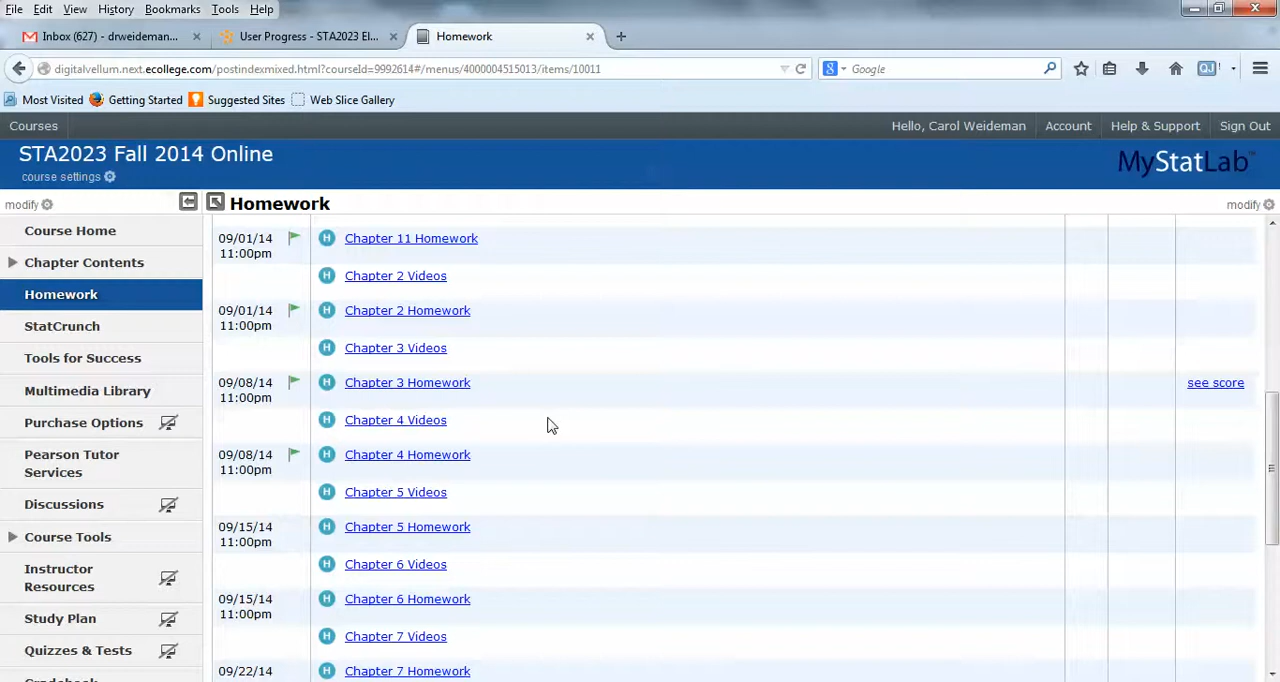 File Edit View History Bookmarks Tools Help
Inbox (627) - drweideman... × User Progress - STA2023 El... × Homework × +
digitalvellum.next.ecollege.com/postindexmixed.html?courseId=9992614#/menus/4000004515013/items/10011
Google
Most Visited Getting Started Suggested Sites Web Slice Gallery
Courses Hello, Carol Weideman Account Help & Support Sign Out
STA2023 Fall 2014 Online
course settings
MyStatLab™
modify Homework modify
Course Home
Chapter Contents
Homework
StatCrunch
Tools for Success
Multimedia Library
Purchase Options
Pearson Tutor
Services
Discussions
Course Tools
Instructor
Resources
Study Plan
Quizzes & Tests
09/01/14 H Chapter 11 Homework
11:00pm
H Chapter 2 Videos
09/01/14 H Chapter 2 Homework
11:00pm
H Chapter 3 Videos
09/08/14 H Chapter 3 Homework see score
11:00pm
H Chapter 4 Videos
09/08/14 H Chapter 4 Homework
11:00pm
H Chapter 5 Videos
09/15/14 H Chapter 5 Homework
11:00pm
H Chapter 6 Videos
09/15/14 H Chapter 6 Homework
11:00pm
H Chapter 7 Videos
09/22/14 H Chapter 7 Homework